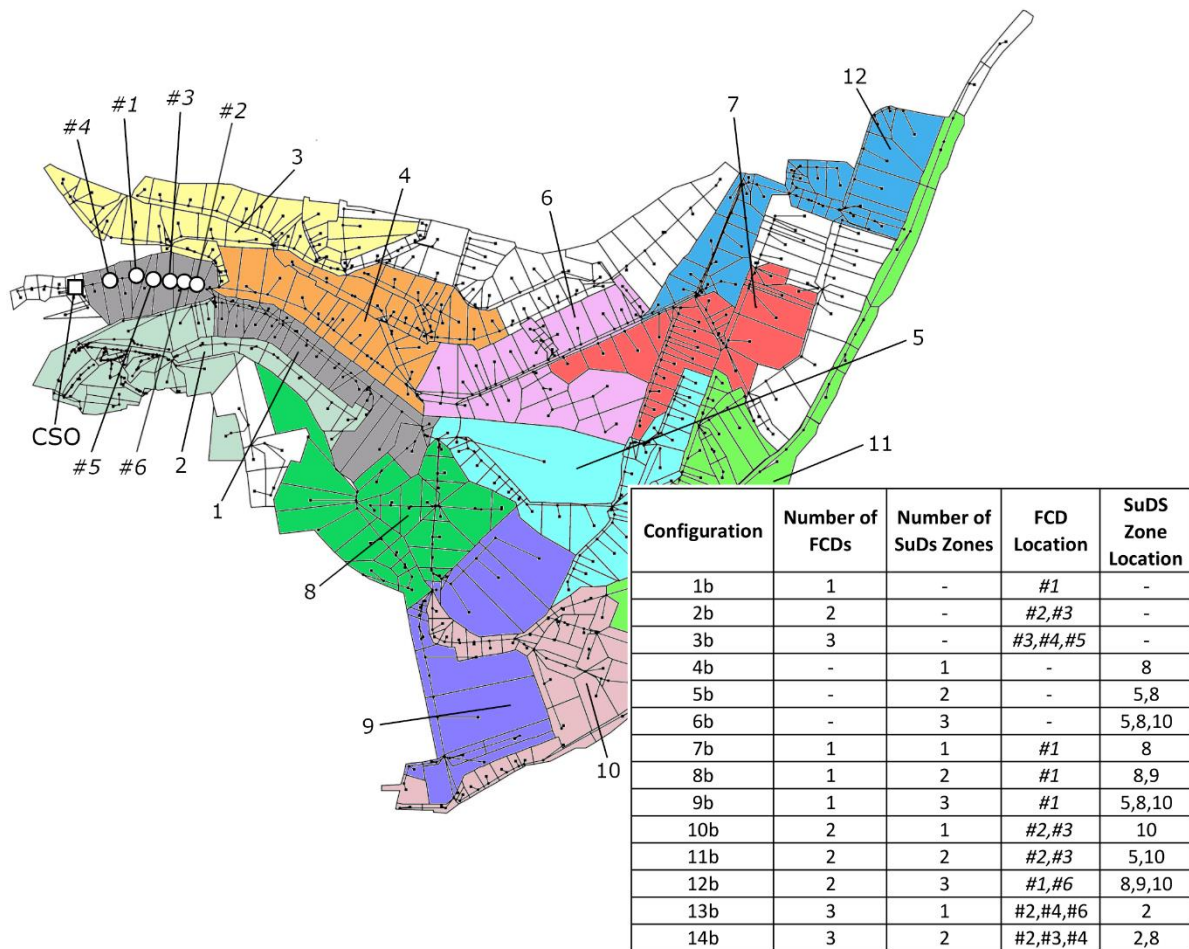 12
#3
#1
#2
7
#4
3
4
6
5
CSO
#5
#6
2
1
11
8
9
10
Configuration Number of FCDs Number of SuDs Zones FCD Location SuDS Zone Location
1b 1 - #1 -
2b 2 - #2,#3 -
3b 3 - #3,#4,#5 -
4b - 1 - 8
5b - 2 - 5,8
6b - 3 - 5,8,10
7b 1 1 #1 8
8b 1 2 #1 8,9
9b 1 3 #1 5,8,10
10b 2 1 #2,#3 10
11b 2 2 #2,#3 5,10
12b 2 3 #1,#6 8,9,10
13b 3 1 #2,#4,#6 2
14b 3 2 #2,#3,#4 2,8